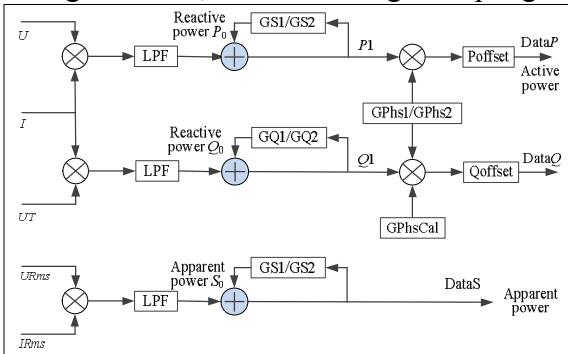 U
Reactive
power P0
GS1/GS2
LPF
P1
Poffset
DataP
Active
power
I
GPhs1/GPhs2
Reactive
power Q0
GQ1/GQ2
LPF
Q1
Qoffset
DataQ
UT
GPhsCal
URms
Apparent
power S0
GS1/GS2
LPF
DataS
Apparent
power
IRms